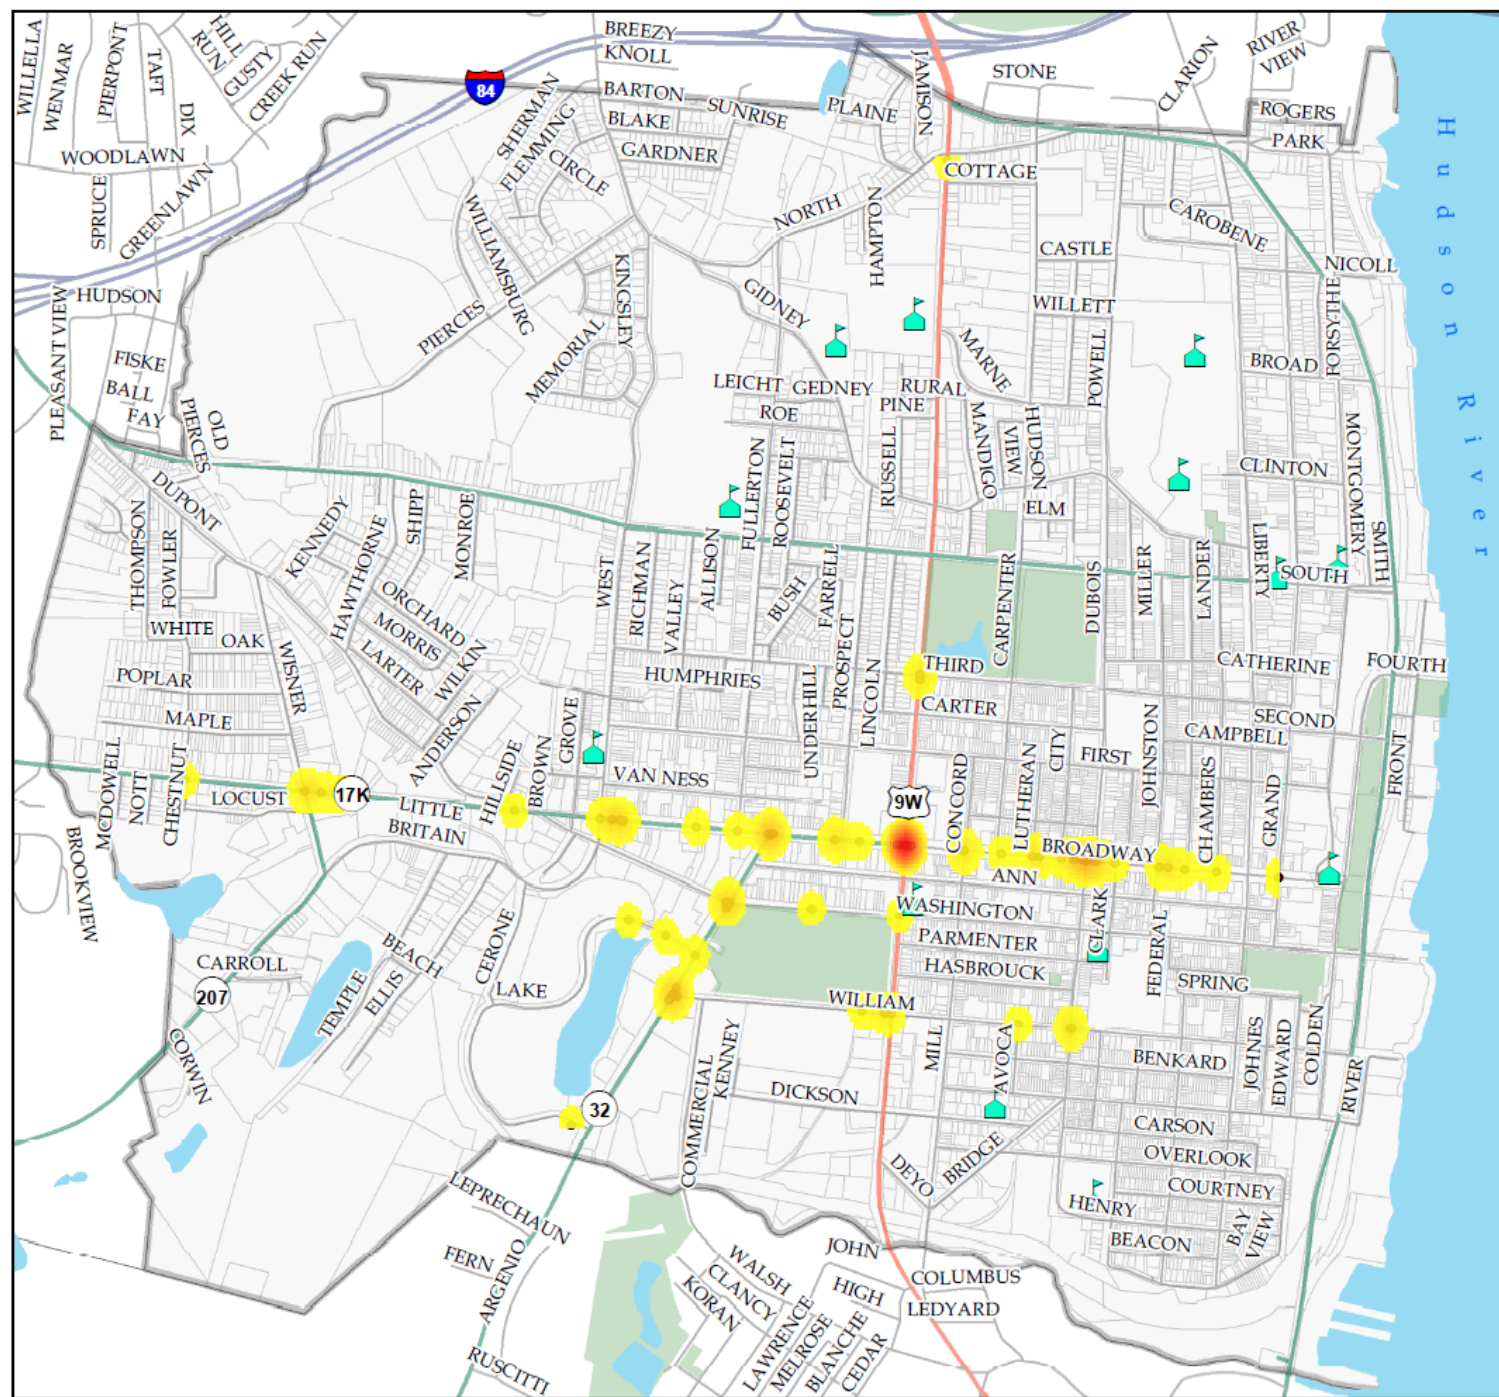 WILLELLA
WENMAR
PIERPONT
TAFT
HILL
RUN
GUSTY
CREEK RUN
DIX
WOODLAWN
SPRUCE
GREENLAWN
84
BREEZY
KNOLL
BARTON
SUNRISE
BLAKE
GARDNER
SHERMAN
FLEMMING
CIRCLE
PLAINE
JAMISON
STONE
CLARION
RIVER
VIEW
ROGERS
PARK
COTTAGE
NORTH
HAMPTON
CASTLE
CAROBENE
NICOLL
WILLETT
Hudson River
HUDSON
PLEASANT VIEW
FISKE
BALL
FAY
OLD
PIERCES
PIERCES
WILLIAMSBURG
KINGSLEY
MEMORIAL
GIDNEY
LEICHT
GEDNEY
RURAL
ROE
PINE
MARNE
POWELL
BROAD
FORSYTHE
MANDIGO
VIEW
HUDSON
RUSSELL
MONTGOMERY
CLINTON
ELM
DUPONT
THOMPSON
FOWLER
KENNEDY
HAWTHORNE
SHIPP
MONROE
FULLERTON
ROOSEVELT
ALLISON
WEST
RICHMAN
VALLEY
BUSH
FARRELL
PROSPECT
CARPENTER
DUBOIS
MILLER
LANDER
LIBERTY
SOUTH
SMITH
WHITE
OAK
WISNER
ORCHARD
MORRIS
LARTER
WILKIN
ANDERSON
POPLAR
MAPLE
HUMPHRIES
UNDERHILL
LINCOLN
THIRD
CARTER
CATHERINE
FOURTH
SECOND
CAMPBELL
FIRST
JOHNSTON
CITY
LUTHERAN
CONCORD
FRONT
MCDOWELL
NOTT
CHESTNUT
LOCUST
17K
LITTLE
BRITAIN
HILLSIDE
BROWN
GROVE
VAN NESS
9W
BROADWAY
CHAMBERS
GRAND
ANN
WASHINGTON
CLARK
PARMENTER
HASBROUCK
FEDERAL
SPRING
BROOKVIEW
CARROLL
207
BEACH
TEMPLE
ELLIS
CERONE
LAKE
CORWIN
WILLIAM
MILL
AVOCA
BENKARD
JOHNES
EDWARD
COLDEN
RIVER
KENNEY
COMMERCIAL
DICKSON
32
CARSON
OVERLOOK
COURTNEY
DEYO
BRIDGE
HENRY
BEACON
BAY
VIEW
LEPRECHAUN
FERN
ARGENIO
RUSCITTI
WALSH
CLANCY
KORAN
JOHN
HIGH
COLUMBUS
LEDYARD
LAWRENCE
MELROSE
BLANCHE
CEDAR